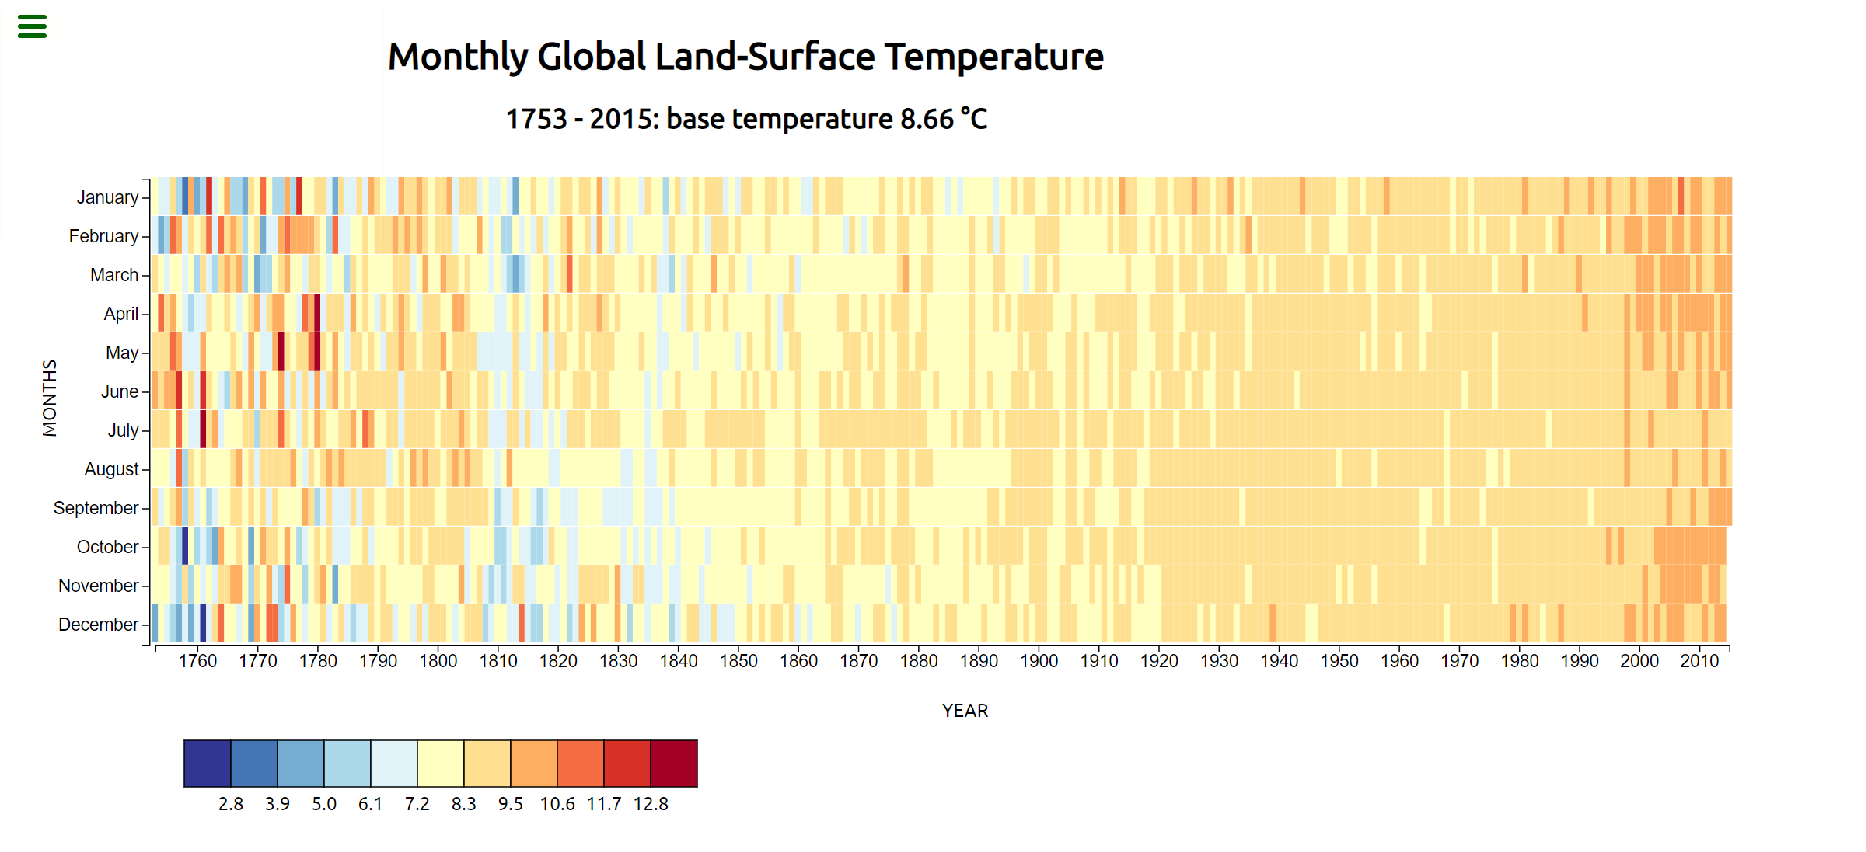 Monthly Global Land-Surface Temperature
1753 - 2015: base temperature 8.66 °C
MONTHS
January
February
March
April
May
June
July
August
September
October
November
December
1760 1770 1780 1790 1800 1810 1820 1830 1840 1850 1860 1870 1880 1890 1900 1910 1920 1930 1940 1950 1960 1970 1980 1990 2000 2010
YEAR
2.8 3.9 5.0 6.1 7.2 8.3 9.5 10.6 11.7 12.8